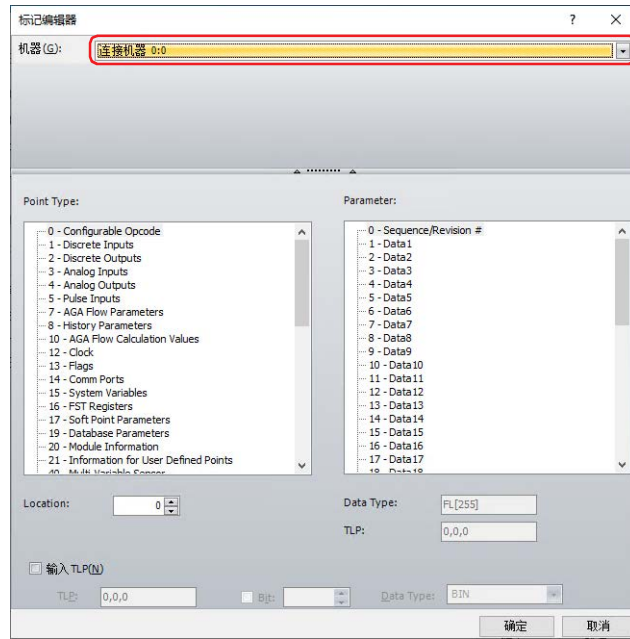 标记编辑器 ? ×
机器(G): 连接机器 0:0
Point Type:
0 - Configurable Opcode
1 - Discrete Inputs
2 - Discrete Outputs
3 - Analog Inputs
4 - Analog Outputs
5 - Pulse Inputs
7 - AGA Flow Parameters
8 - History Parameters
10 - AGA Flow Calculation Values
12 - Clock
13 - Flags
14 - Comm Ports
15 - System Variables
16 - FST Registers
17 - Soft Point Parameters
19 - Database Parameters
20 - Module Information
21 - Information for User Defined Points
40 - Multi Variable Sensor
Parameter:
0 - Sequence/Revision #
1 - Data1
2 - Data2
3 - Data3
4 - Data4
5 - Data5
6 - Data6
7 - Data7
8 - Data8
9 - Data9
10 - Data10
11 - Data11
12 - Data12
13 - Data13
14 - Data14
15 - Data15
16 - Data16
17 - Data17
18 - Data18
Location: 0
Data Type: FL[255]
TLP: 0,0,0
输入 TLP(N)
TLP: 0,0,0 Bit: Data Type: BIN
确定 取消